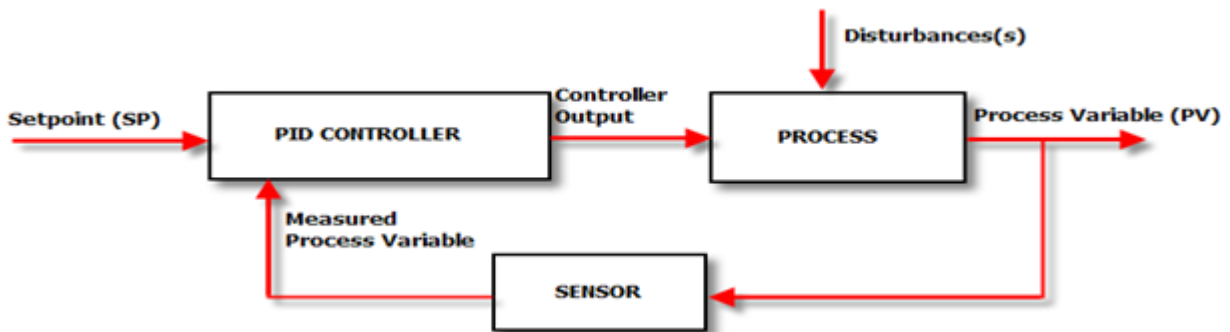 Disturbances(s)
Setpoint (SP)
PID CONTROLLER
Controller
Output
PROCESS
Process Variable (PV)
Measured
Process Variable
SENSOR